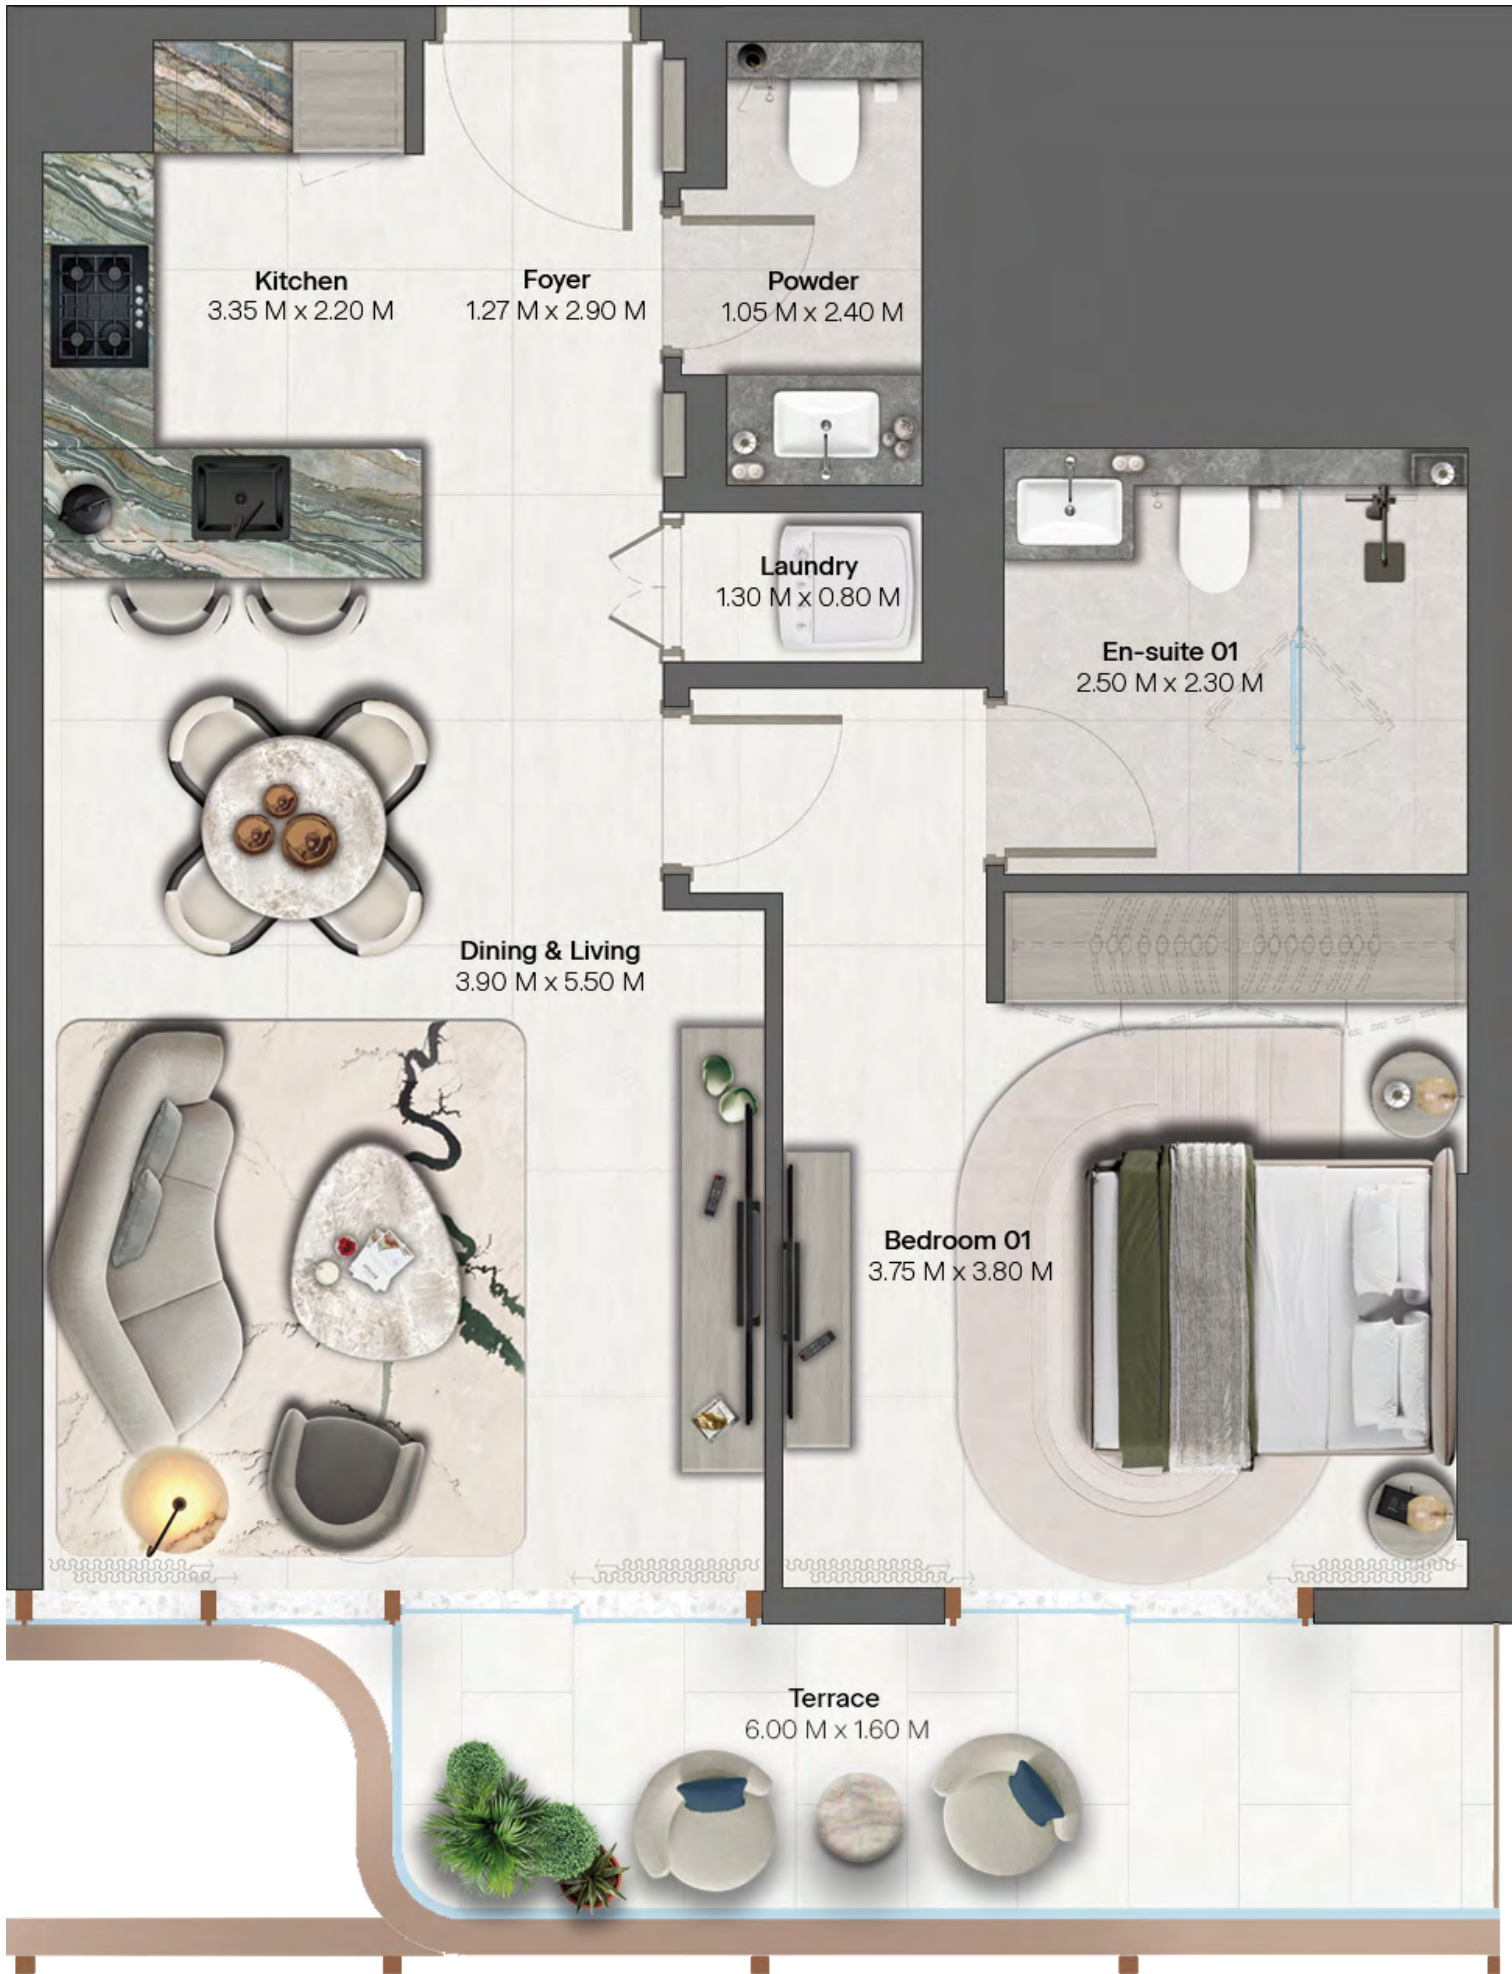 Kitchen
3.35 M x 2.20 M
Foyer
1.27 M x 2.90 M
Powder
1.05 M x 2.40 M
Laundry
1.30 M x 0.80 M
En-suite 01
2.50 M x 2.30 M
Dining & Living
3.90 M x 5.50 M
Bedroom 01
3.75 M x 3.80 M
Terrace
6.00 M x 1.60 M